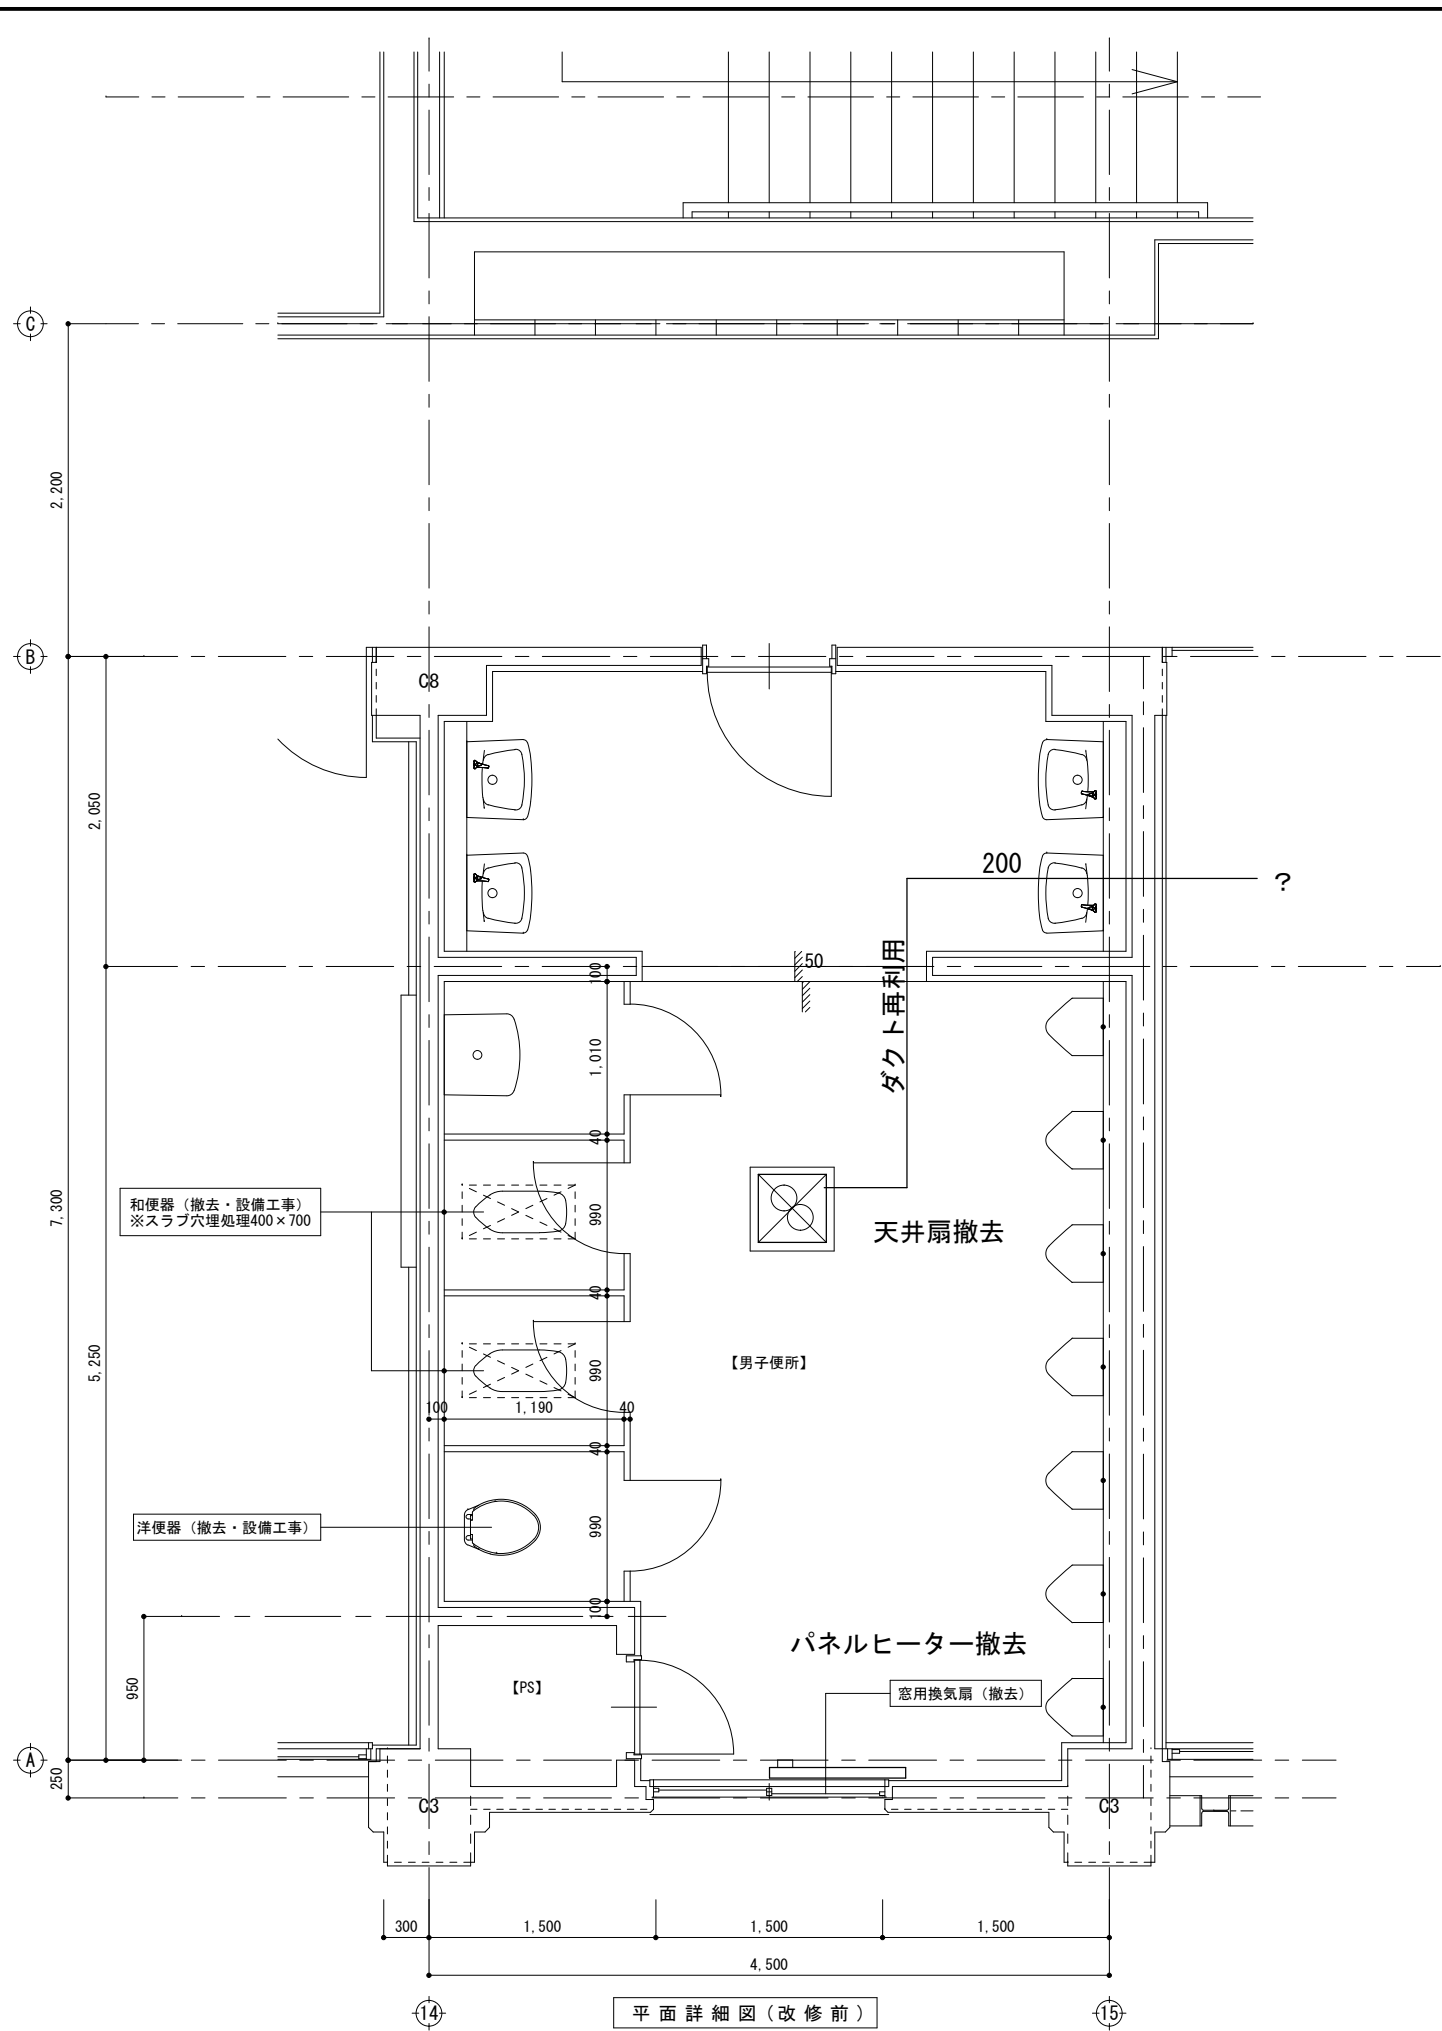 C
2,200
B
C8
2,050
200
?
50
100
ダクト再利用
1,010
40
和便器（撤去・設備工事）
※スラブ穴埋処理400×700
990
7,300
天井扇撤去
40
5,250
990
【男子便所】
100
1,190
40
40
洋便器（撤去・設備工事）
990
100
パネルヒーター撤去
950
【PS】
窓用換気扇（撤去）
A
250
C3
C3
300
1,500
1,500
1,500
4,500
14
平面詳細図(改修前)
15